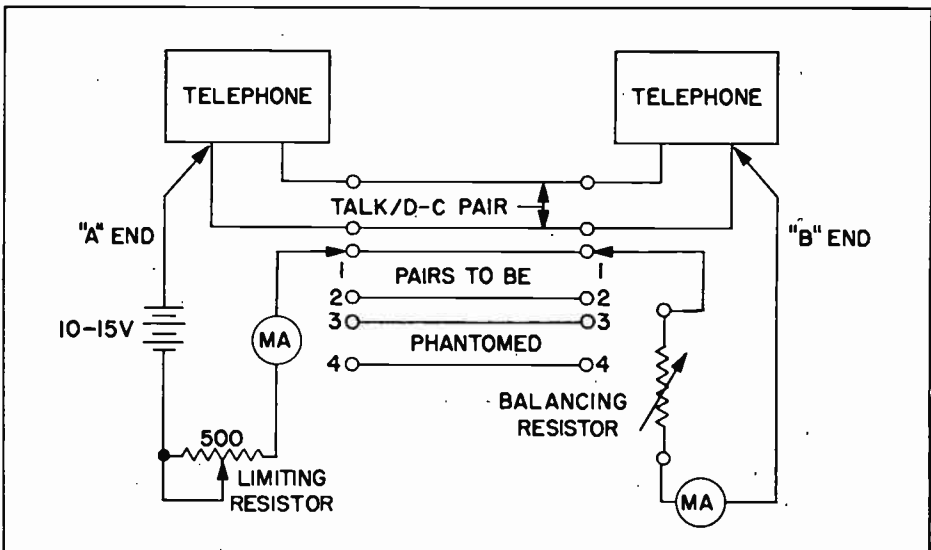 TELEPHONE
TELEPHONE
TALK/D-C PAIR
"A" END
"B" END
1
PAIRS TO BE
1
2
2
3
3
10-15V
MA
PHANTOMED
4
4
BALANCING
RESISTOR
500
LIMITING
RESISTOR
MA